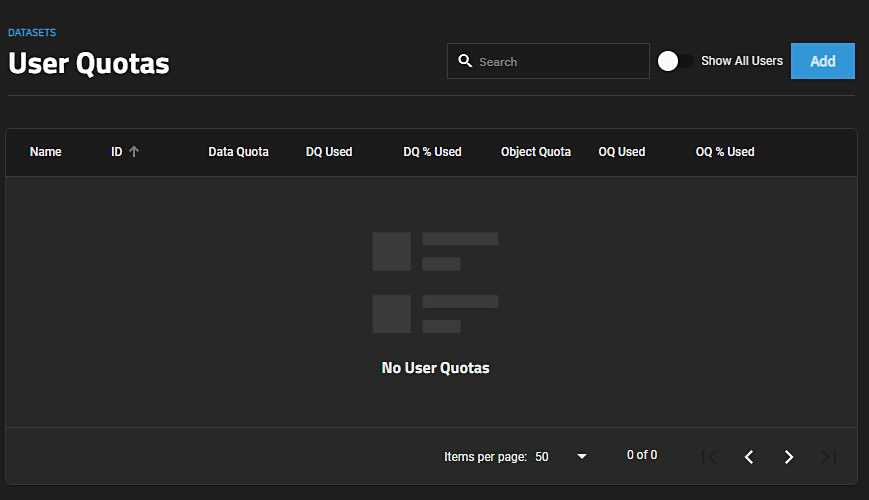 DATASETS
User Quotas
Search
Show All Users
Add
Name ID Data Quota DQ Used DQ % Used Object Quota OQ Used OQ % Used
No User Quotas
Items per page: 50 0 of 0